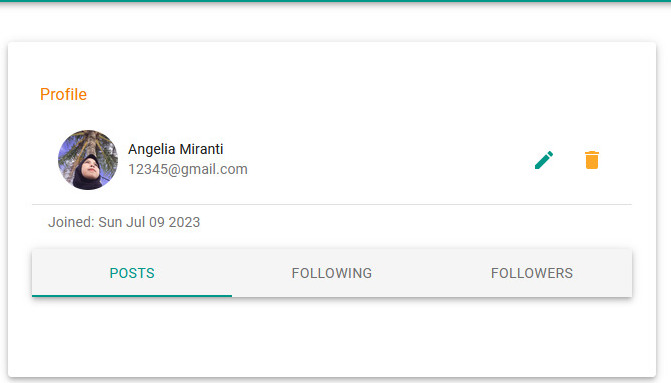 Profile
Angelia Miranti
12345@gmail.com
Joined: Sun Jul 09 2023
POSTS FOLLOWING FOLLOWERS